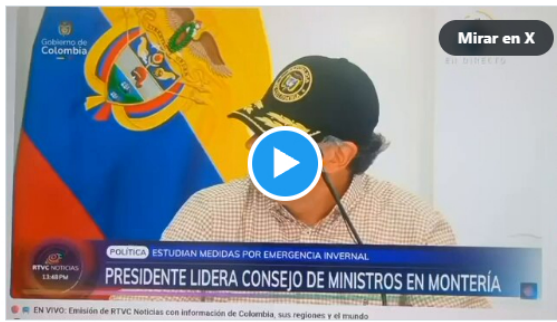 Gobierno de
Colombia
Mirar en X
EN DIRECTO
POLÍTICA ESTUDIAN MEDIDAS POR EMERGENCIA INVERNAL
RTVC NOTICIAS
13:48 PM
PRESIDENTE LIDERA CONSEJO DE MINISTROS EN MONTERÍA
EN VIVO: Emisión de RTVC Noticias con información de Colombia, sus regiones y el mundo